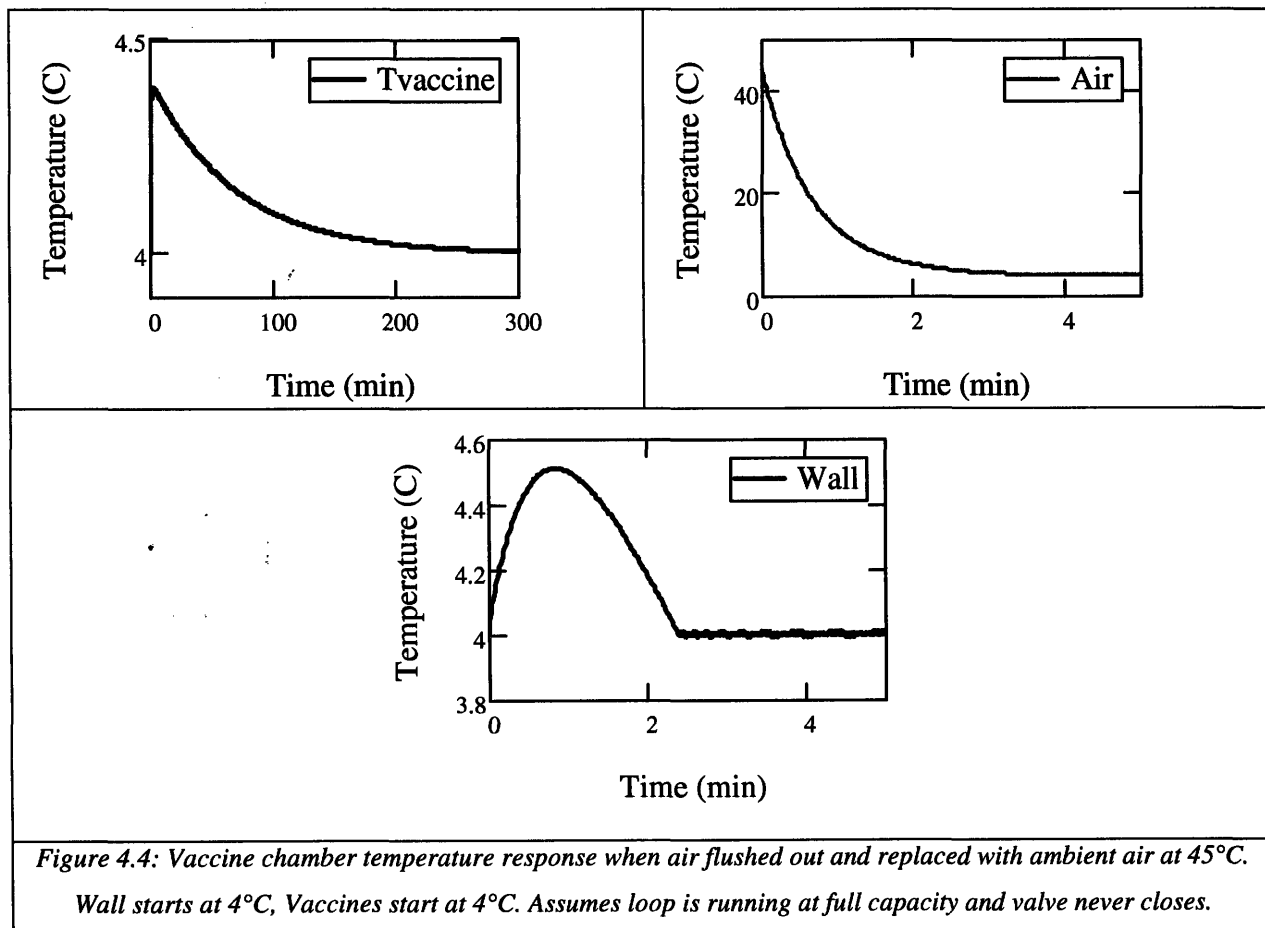 4.5
Tvaccine
Temperature (C)
4
0 100 200 300
Time (min)
Air
Temperature (C)
40
20
0
0 2 4
Time (min)
4.6
Wall
Temperature (C)
4.4
4.2
4
3.8
0 2 4
Time (min)
Figure 4.4: Vaccine chamber temperature response when air flushed out and replaced with ambient air at 45°C.
Wall starts at 4°C, Vaccines start at 4°C. Assumes loop is running at full capacity and valve never closes.